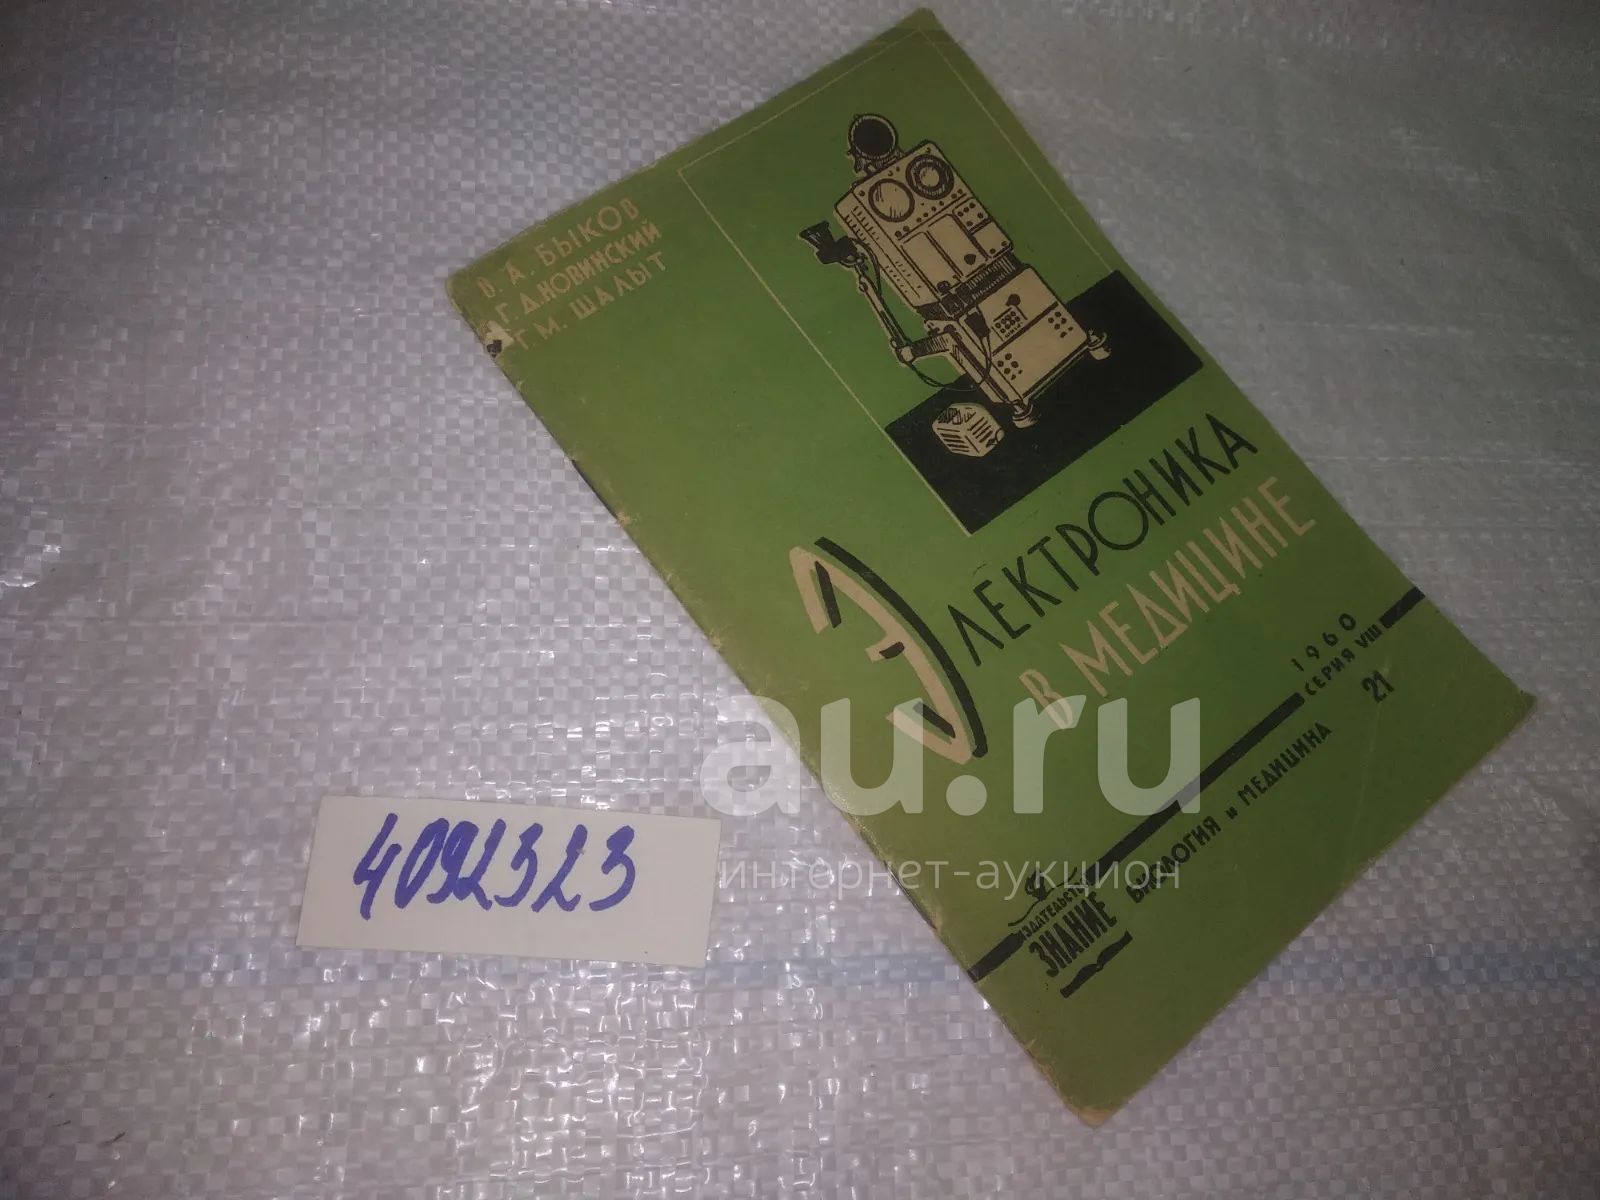 В. А. БЫКОВ
Г. Д. НОВИНСКИЙ
Г. М. ШАЛЫТ
ЭЛЕКТРОНИКА
В МЕДИЦИНЕ
1960
СЕРИЯ VIII
21
БИОЛОГИЯ И МЕДИЦИНА
ИЗДАТЕЛЬСТВО
ЗНАНИЕ
4092323
au.ru
интернет-аукцион